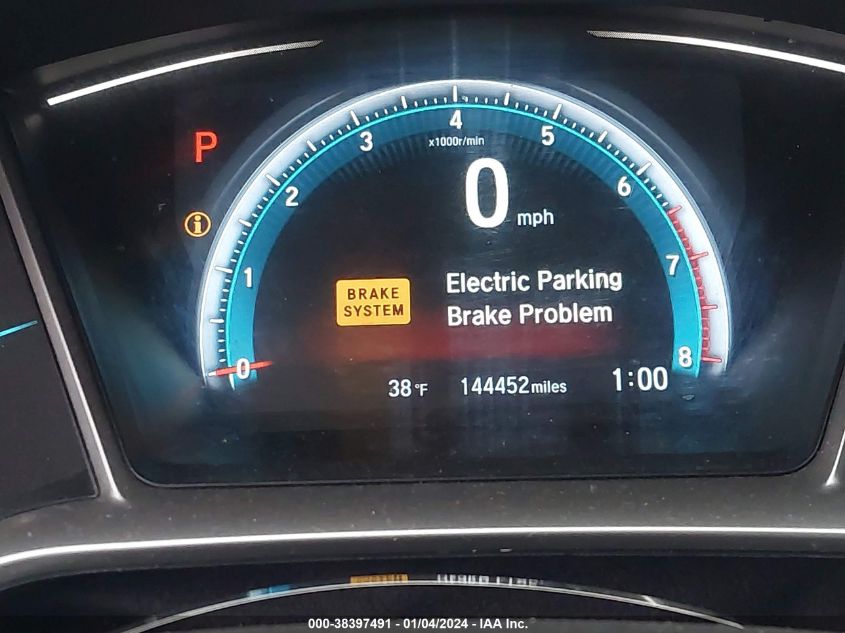 P
0
1
2
3
4
5
6
7
8
x1000r/min
0 mph
BRAKE
SYSTEM
Electric Parking
Brake Problem
38°F 144452 miles 1:00
000-38397491 - 01/04/2024 - IAA Inc.